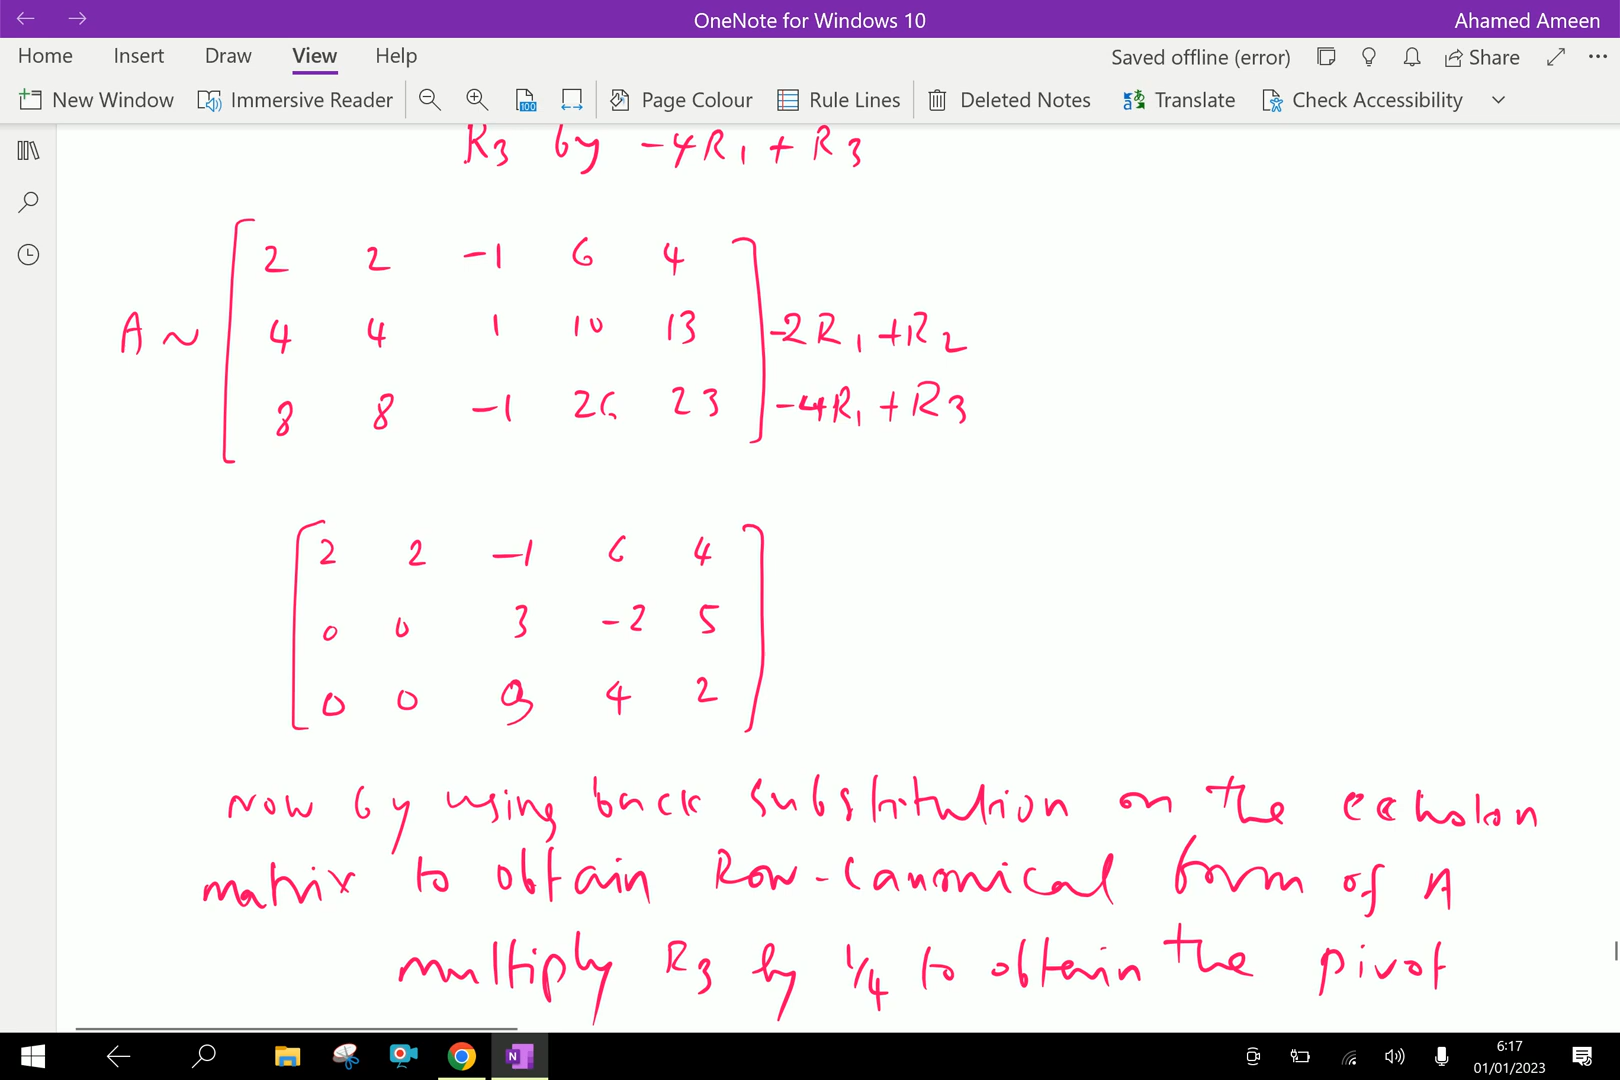 OneNote for Windows 10 Ahamed Ameen
Home Insert Draw View Help Saved offline (error) Share
New Window Immersive Reader 100 Page Colour Rule Lines Deleted Notes Translate Check Accessibility
R3 by -4R1 + R3
2 2 -1 6 4
A ~ 4 4 1 10 13 -2R1 + R2
8 8 -1 26 23 -4R1 + R3
2 2 -1 6 4
0 0 3 -2 5
0 0 4 2
Now by using back substitution on the
matrix to obtain Row-Canonical form of A
multiply R3 by 1/4 to obtain the pivot
6:17
01/01/2023